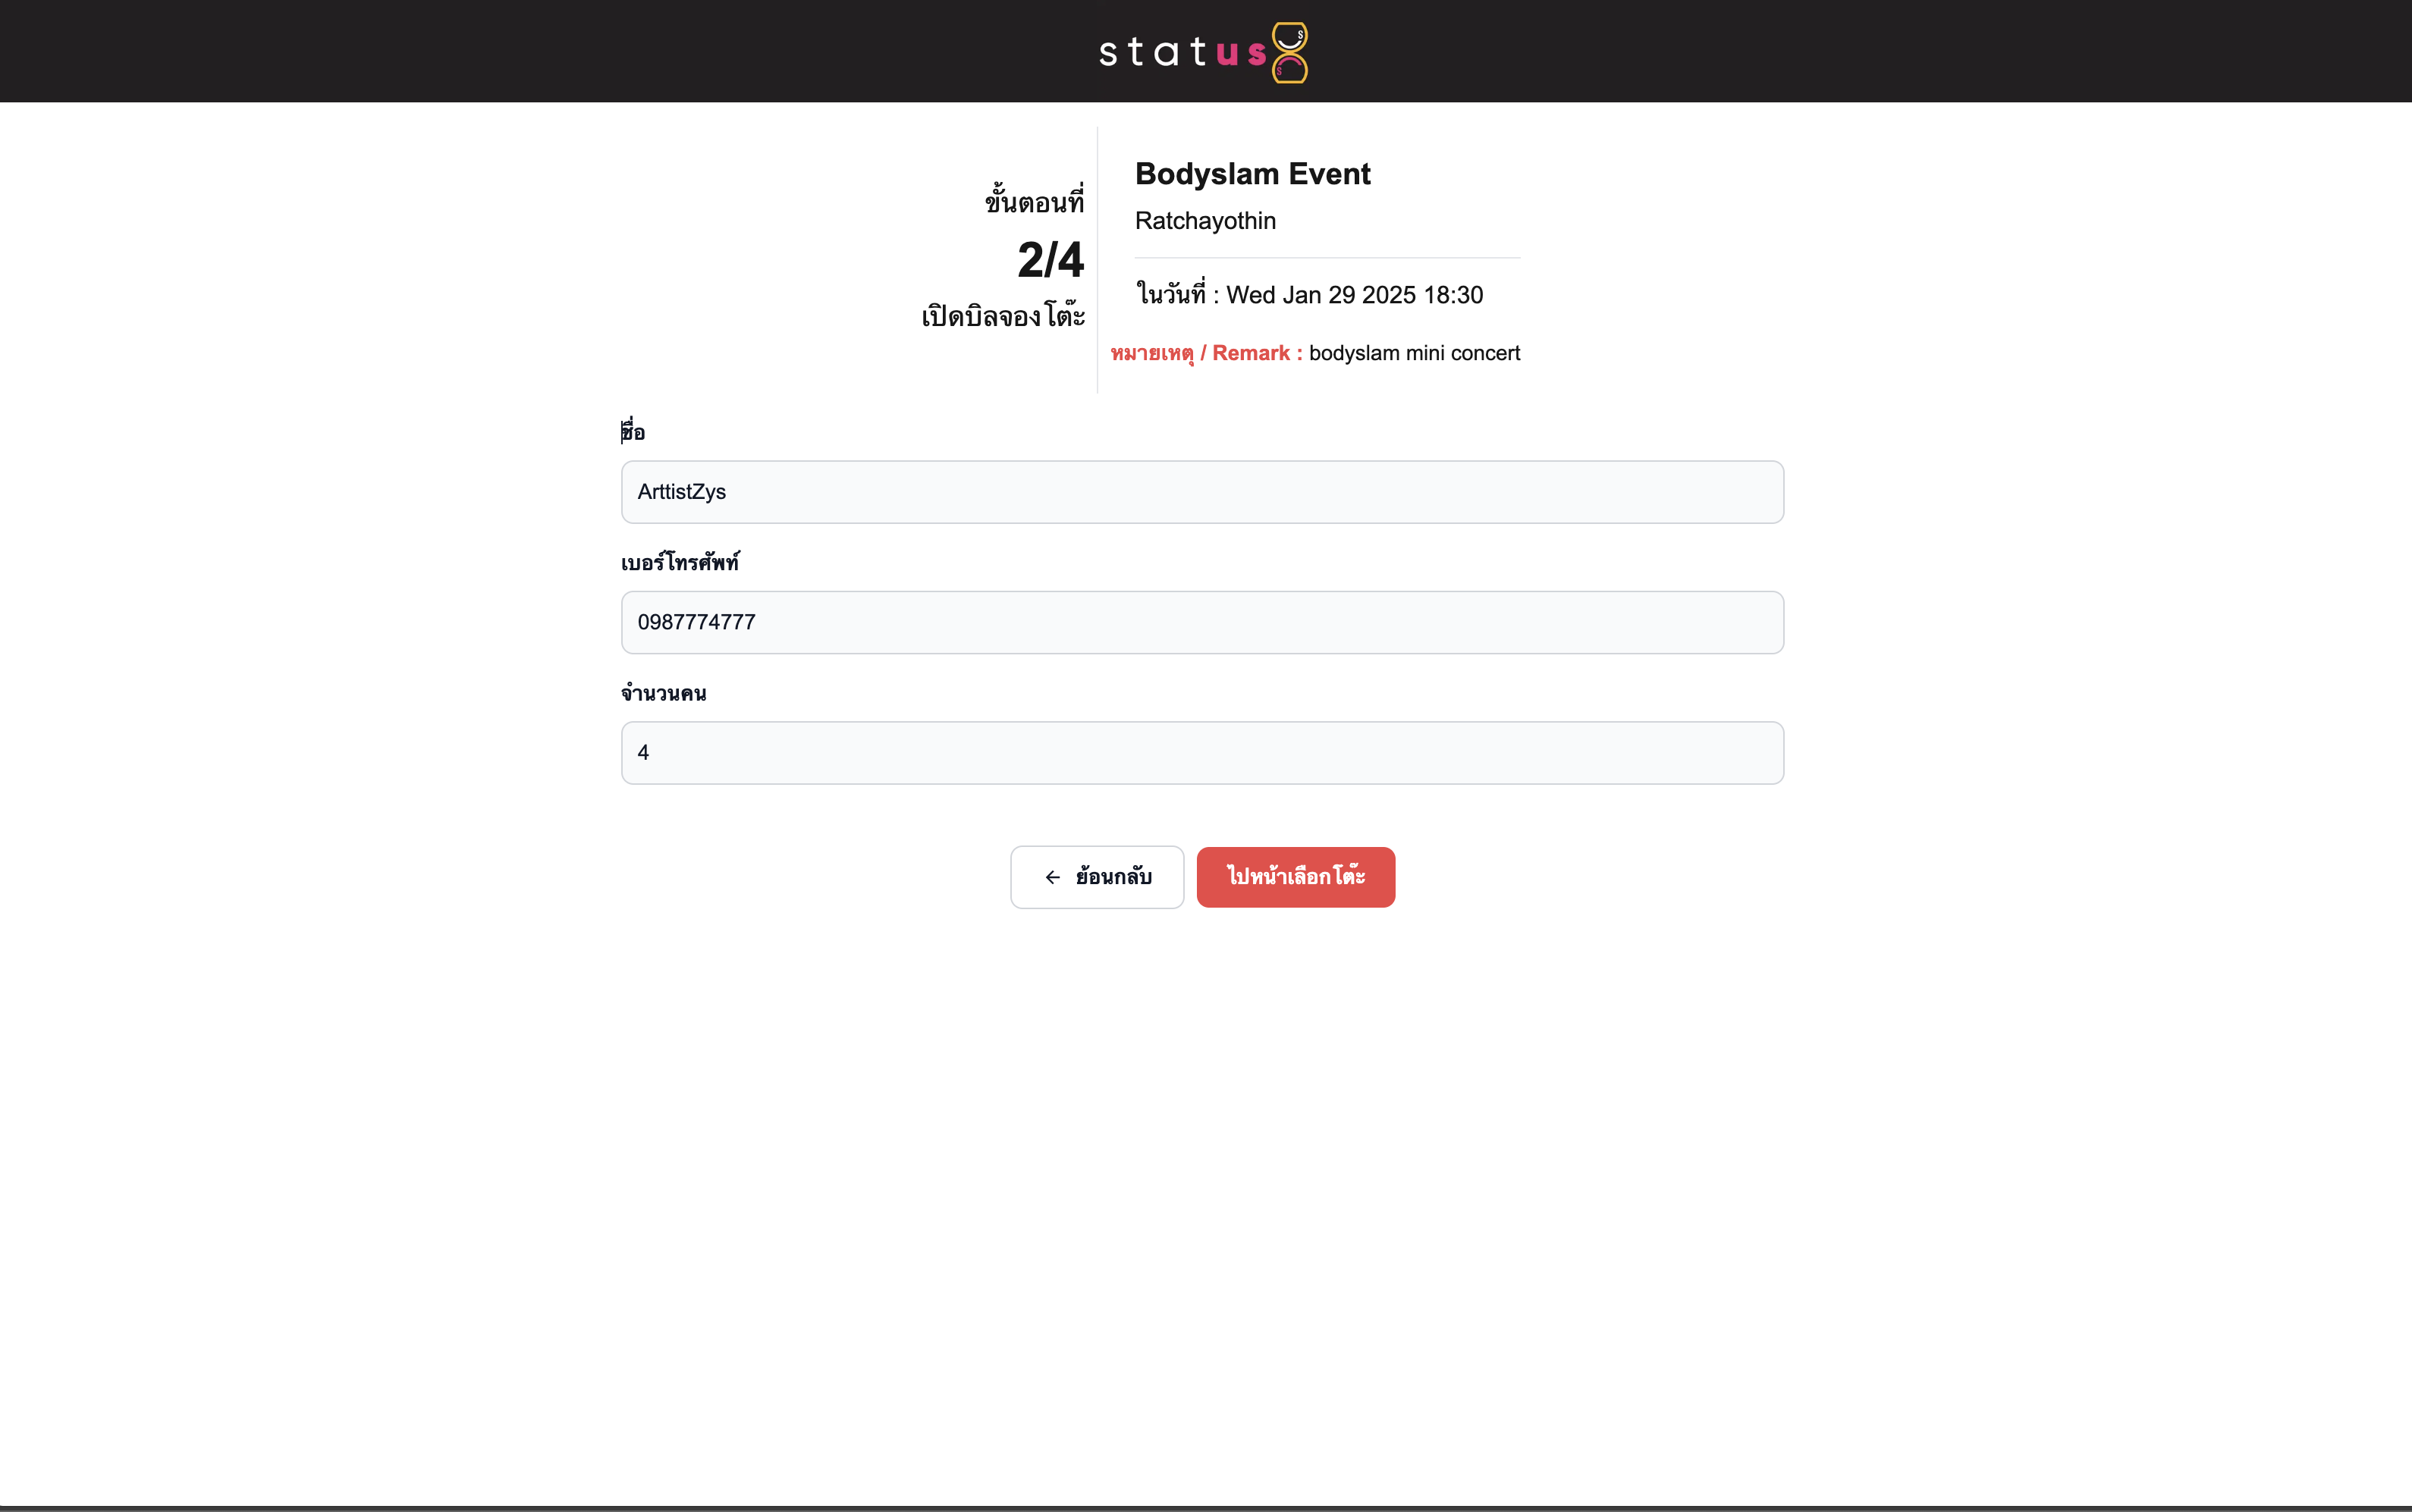 status
ขั้นตอนที่
2/4
เปิดบิลจองโต๊ะ
Bodyslam Event
Ratchayothin
ในวันที่ : Wed Jan 29 2025 18:30
หมายเหตุ / Remark : bodyslam mini concert
ชื่อ
ArttistZys
เบอร์โทรศัพท์
0987774777
จำนวนคน
4
← ย้อนกลับ
ไปหน้าเลือกโต๊ะ